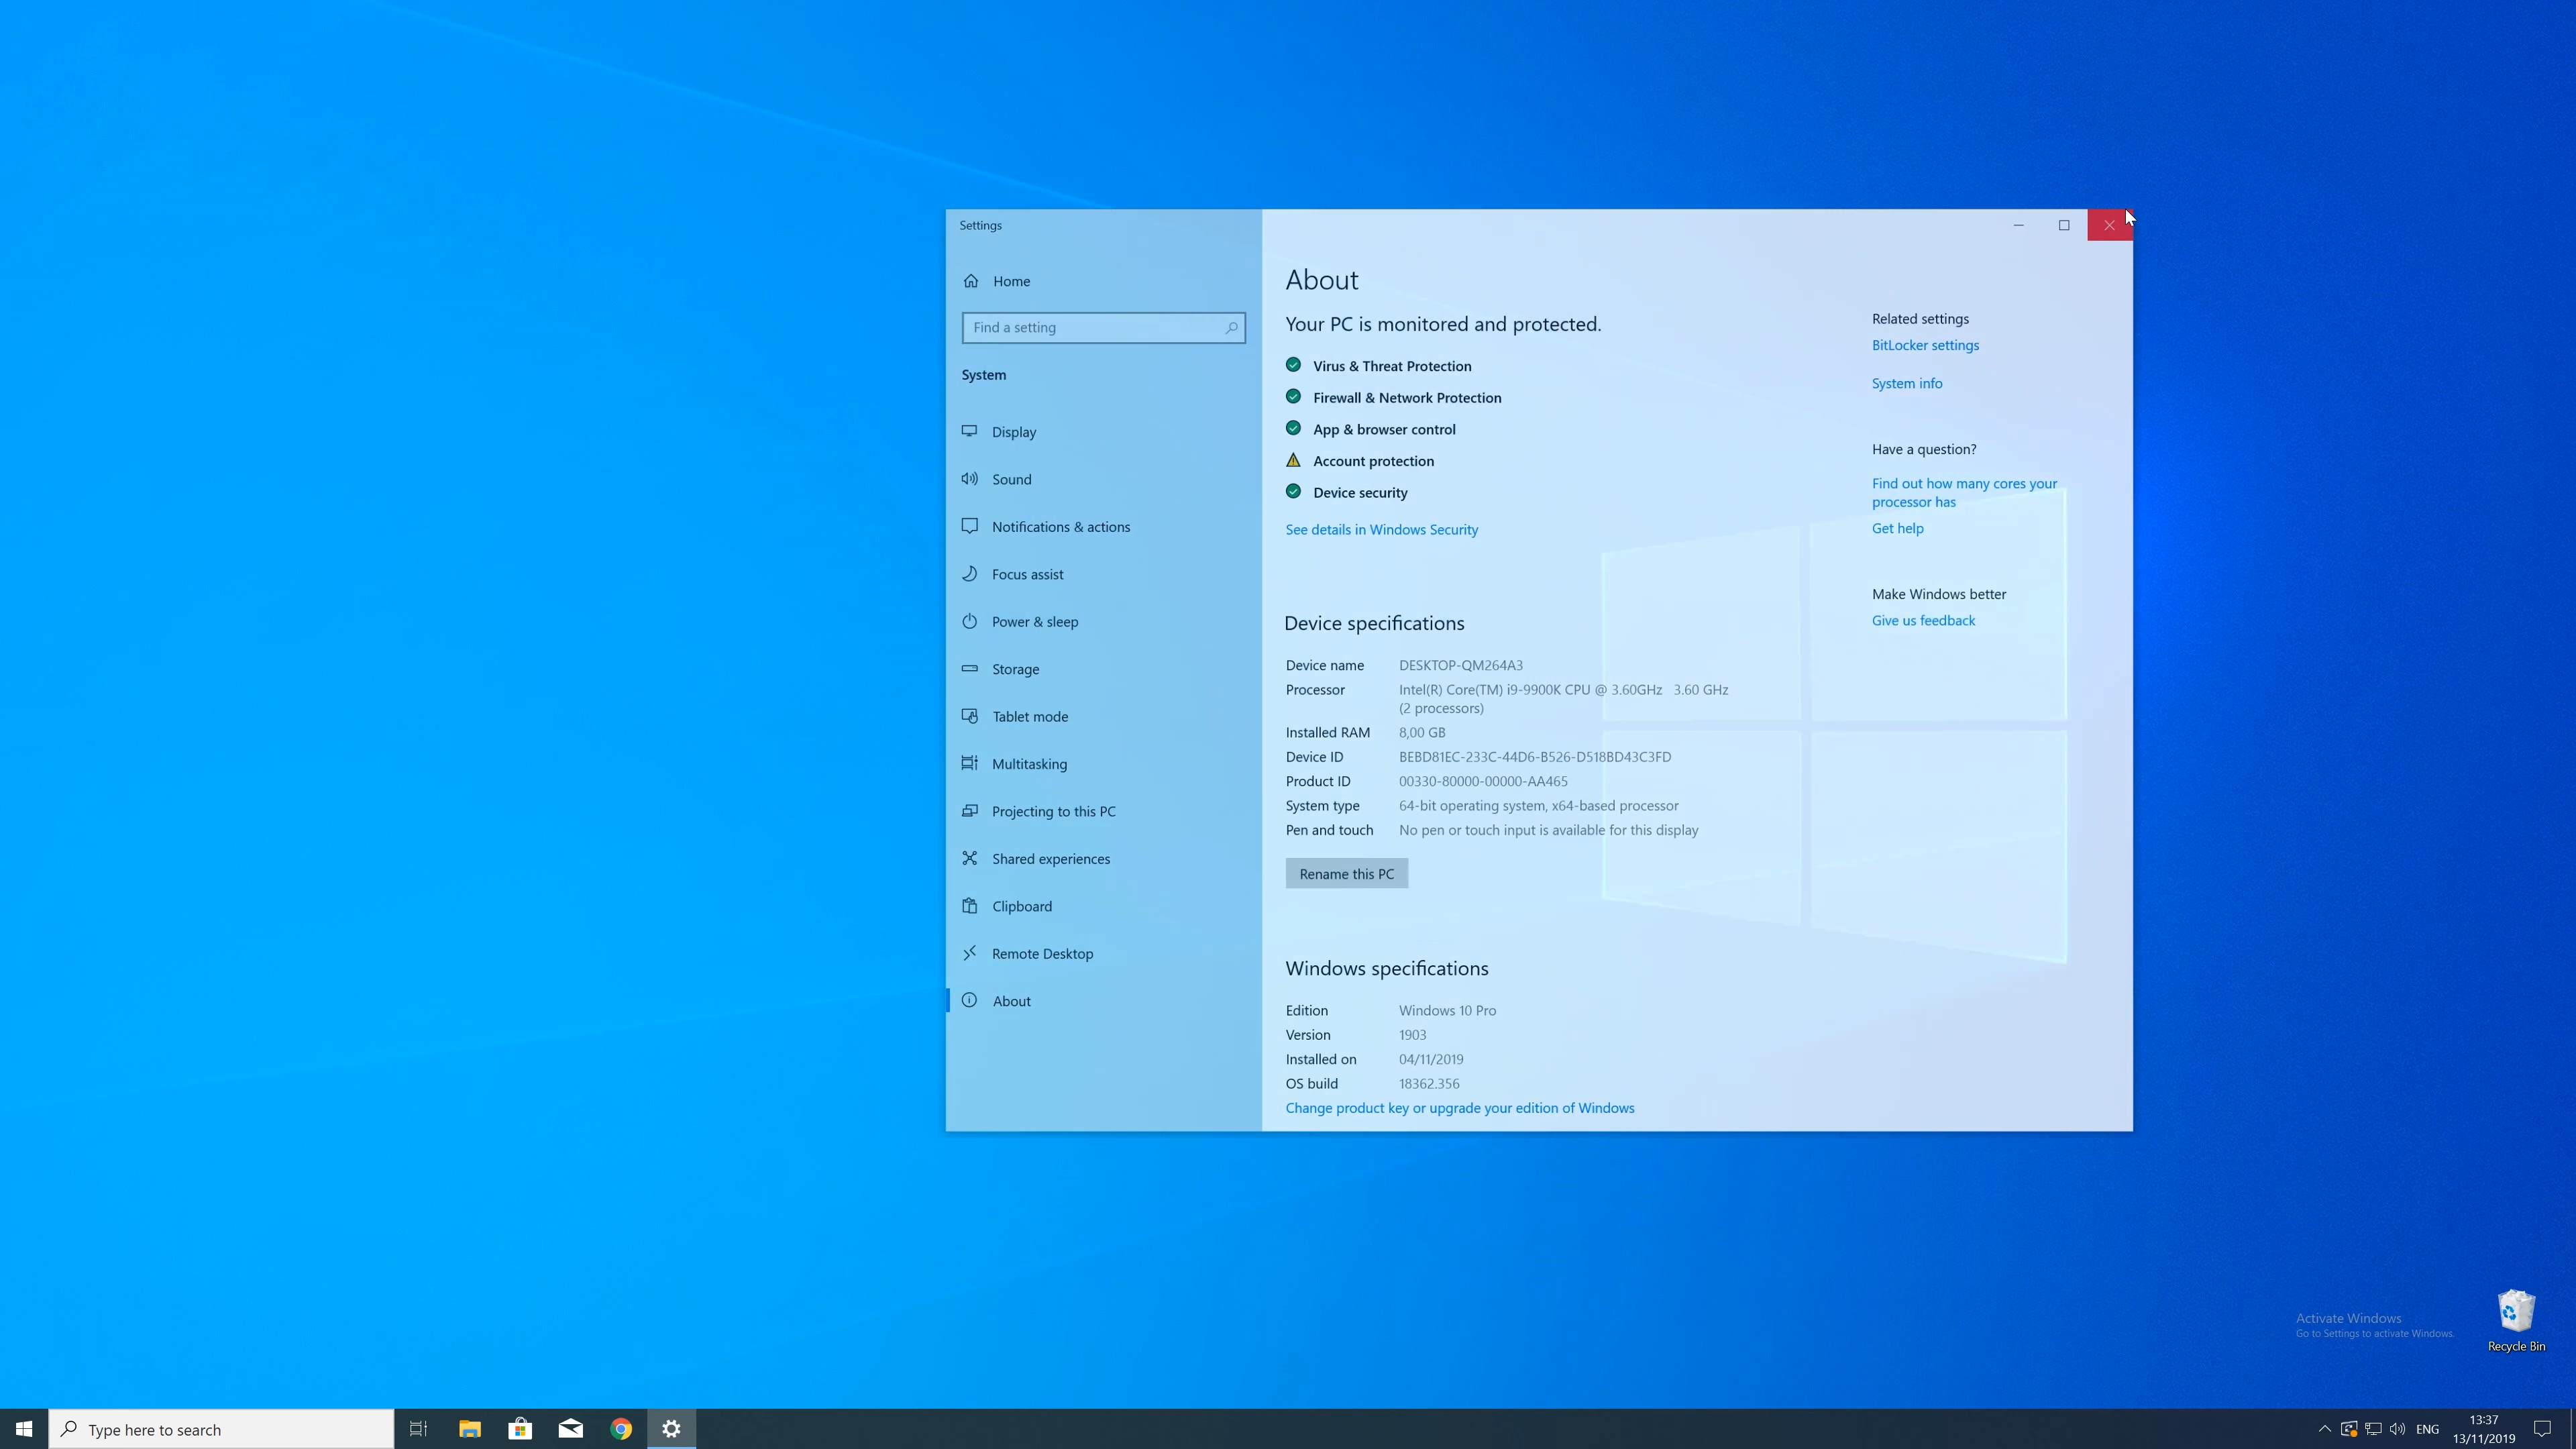 Settings
Home
Find a setting
System
Display
Sound
Notifications & actions
Focus assist
Power & sleep
Storage
Tablet mode
Multitasking
Projecting to this PC
Shared experiences
Clipboard
Remote Desktop
About
About
Your PC is monitored and protected.
Virus & Threat Protection
Firewall & Network Protection
App & browser control
Account protection
Device security
See details in Windows Security
Device specifications
Device name DESKTOP-QM264A3
Processor Intel(R) Core(TM) i9-9900K CPU @ 3.60GHz 3.60 GHz
(2 processors)
Installed RAM 8,00 GB
Device ID BEBD81EC-233C-44D6-B526-D518BD43C3FD
Product ID 00330-80000-00000-AA465
System type 64-bit operating system, x64-based processor
Pen and touch No pen or touch input is available for this display
Rename this PC
Windows specifications
Edition Windows 10 Pro
Version 1903
Installed on 04/11/2019
OS build 18362.356
Change product key or upgrade your edition of Windows
Related settings
BitLocker settings
System info
Have a question?
Find out how many cores your
processor has
Get help
Make Windows better
Give us feedback
Activate Windows
Go to Settings to activate Windows.
Recycle Bin
Type here to search
ENG
13:37
13/11/2019